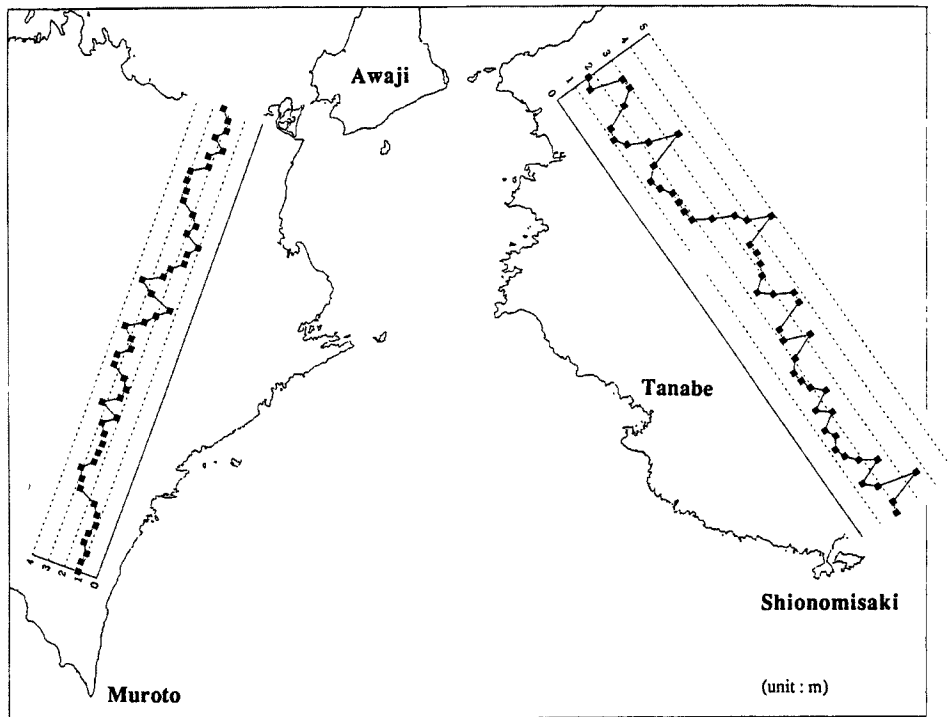 Awaji
0 1 2 3 4 5
Tanabe
4 3 2 1 0
Shionomisaki
(unit : m)
Muroto